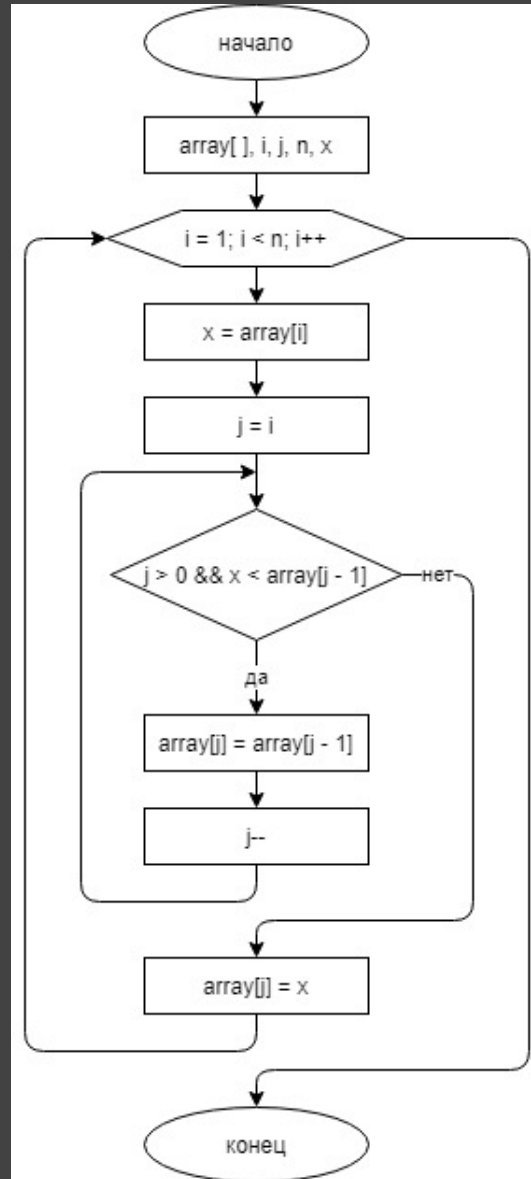 начало
array[ ], i, j, n, x
i = 1; i < n; i++
x = array[i]
j = i
j > 0 && x < array[j - 1]
нет
да
array[j] = array[j - 1]
j--
array[j] = x
конец